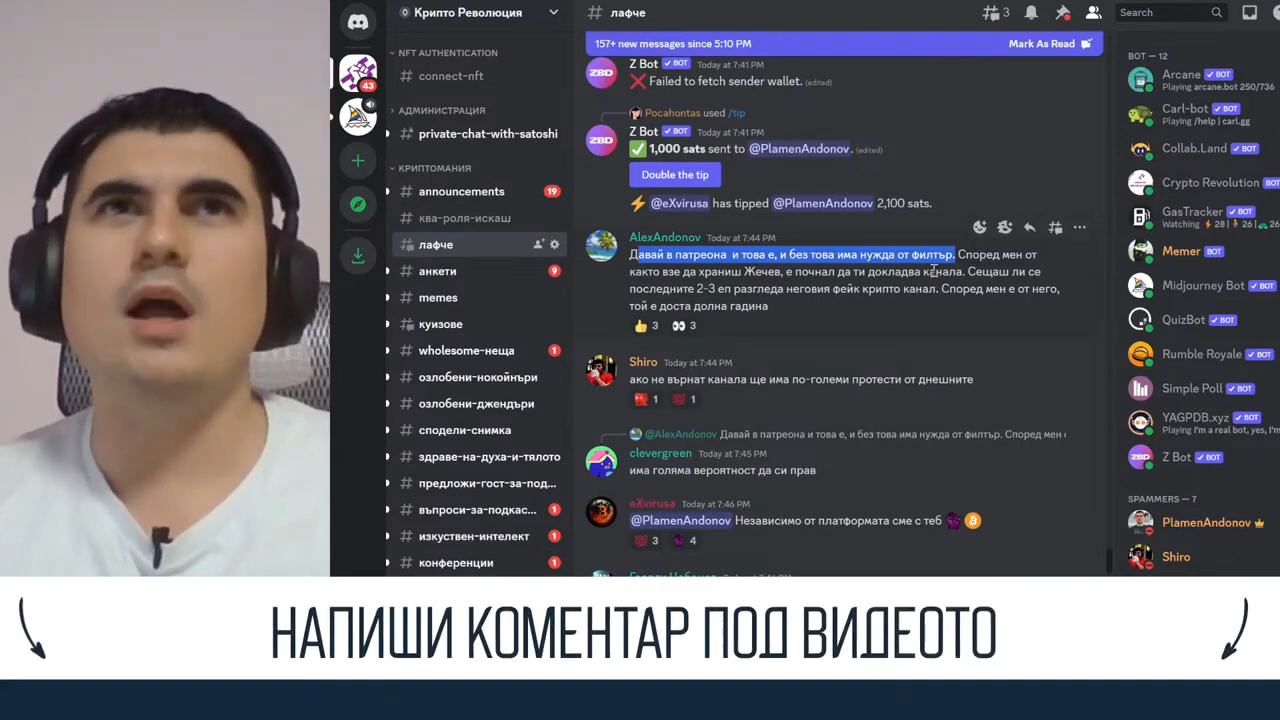 Крипто Революция
NFT AUTHENTICATION
connect-nft
АДМИНИСТРАЦИЯ
private-chat-with-satoshi
КРИПТОМАНИЯ
announcements 19
ква-роля-искаш
лафче
анкети
memes
куизове
wholesome-неща 1
озлобени-нокойнъри
озлобени-джендъри
сподели-снимка
здраве-на-духа-и-тялото
предложи-гост-за-под...
въпроси-за-подкас... 1
изкуствен-интелект 1
конференции 1
43
# лафче
3
Search
157+ new messages since 5:10 PM Mark As Read
ZBD Z Bot BOT Today at 7:41 PM
Failed to fetch sender wallet. (edited)
Pocahontas used /tip
ZBD Z Bot BOT Today at 7:41 PM
1,000 sats sent to @PlamenAndonov. (edited)
Double the tip
@eXvirusa has tipped @PlamenAndonov 2,100 sats.
AlexAndonov Today at 7:44 PM
Давай в патреона и това е, и без това има нужда от филтър. Според мен от
както взе да храниш Жечев, е почнал да ти докладва канала. Сещаш ли се
последните 2-3 еп разгледа неговия фейк крипто канал. Според мен е от него,
той е доста долна гадина
3 3
Shiro Today at 7:44 PM
ако не върнат канала ще има по-големи протести от днешните
1 1
@AlexAndonov Давай в патреона и това е, и без това има нужда от филтър. Според мен
clevergreen Today at 7:45 PM
има голяма вероятност да си прав
eXvirusa Today at 7:46 PM
@PlamenAndonov Независимо от платформата сме с теб
3 4
BOT — 12
Arcane BOT
Playing arcane.bot 250/736
Carl-bot BOT
Playing /help | carl.gg
Collab.Land BOT
Crypto Revolution BOT
GasTracker BOT
Watching 28 | 26 |
Memer BOT
Midjourney Bot BOT
QuizBot BOT
Rumble Royale BOT
Simple Poll BOT
YAGPDB.xyz BOT
Playing I'm a real bot, yes, I'm
ZBD Z Bot BOT
SPAMMERS — 7
PlamenAndonov
Shiro
НАПИШИ КОМЕНТАР ПОД ВИДЕОТО